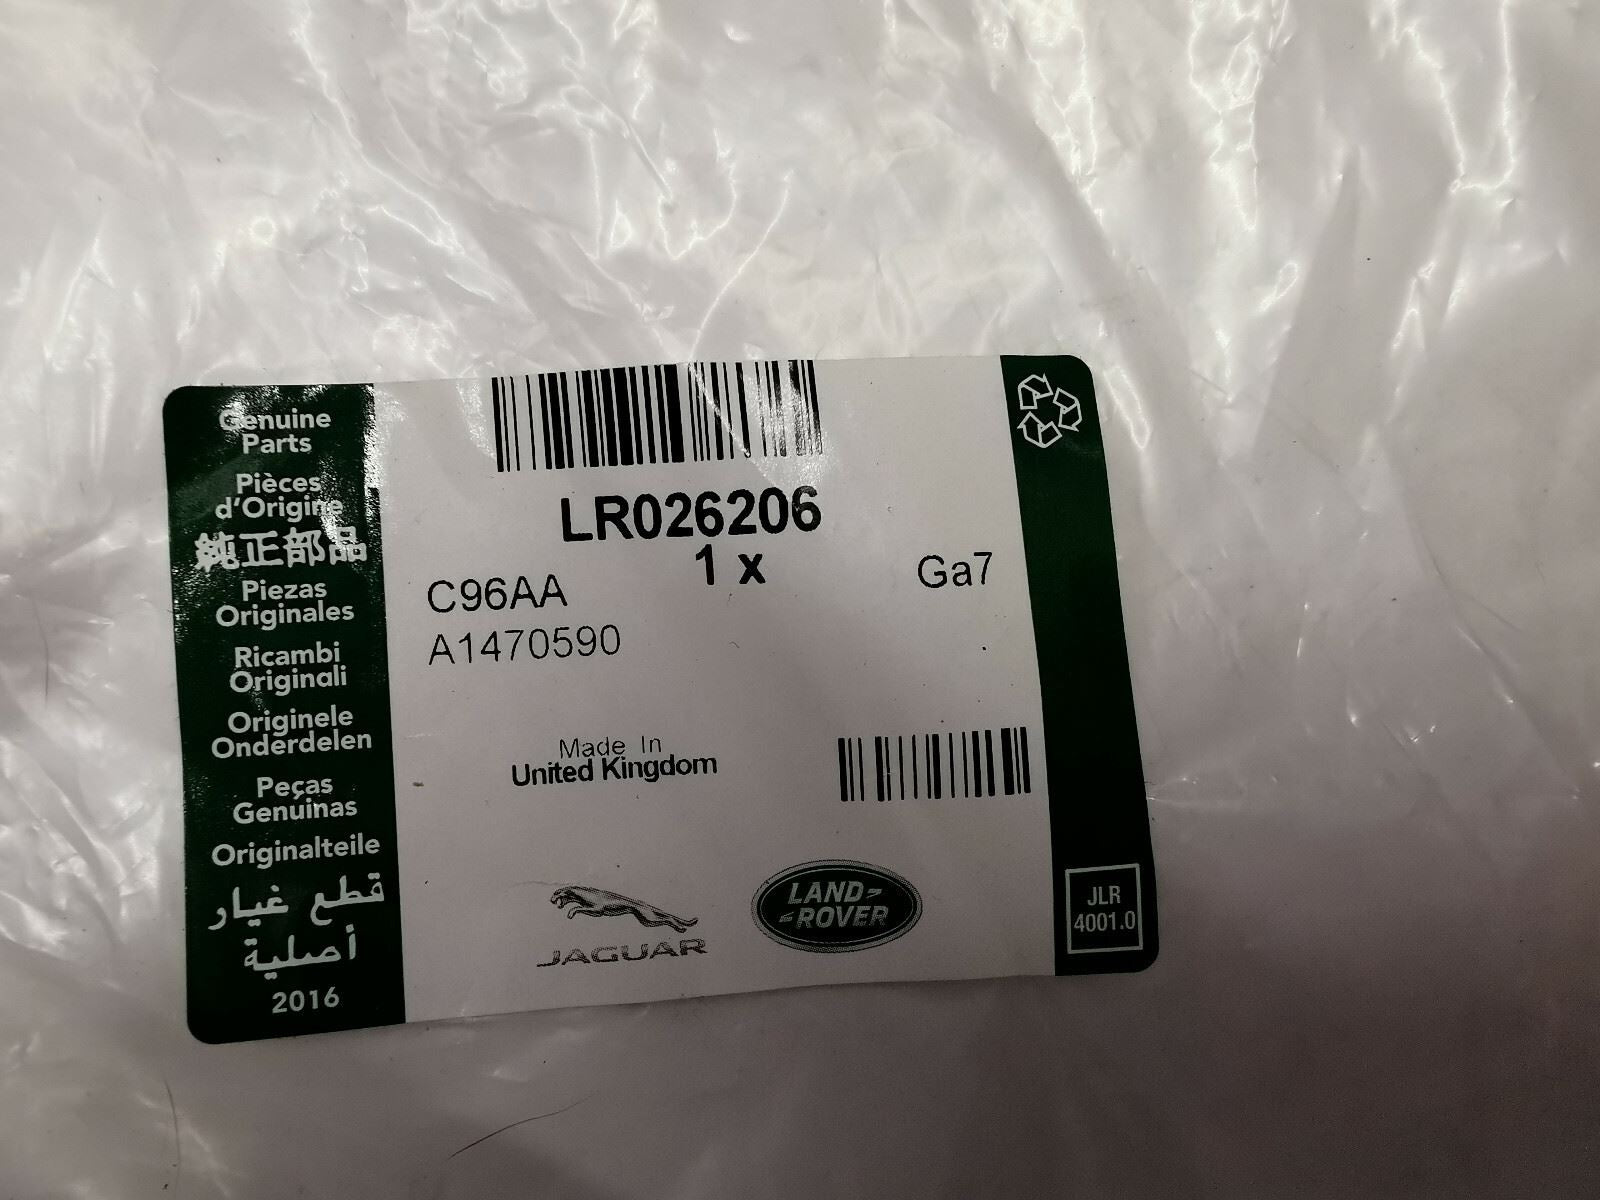 Genuine
Parts
Pièces
d'Origine
純正部品
Piezas
Originales
Ricambi
Originali
Originele
Onderdelen
Peças
Genuinas
Originalteile
قطع غيار
أصلية
2016
LR026206
1 x
C96AA
Ga7
A1470590
Made In
United Kingdom
JAGUAR
LAND
ROVER
JLR
4001.0